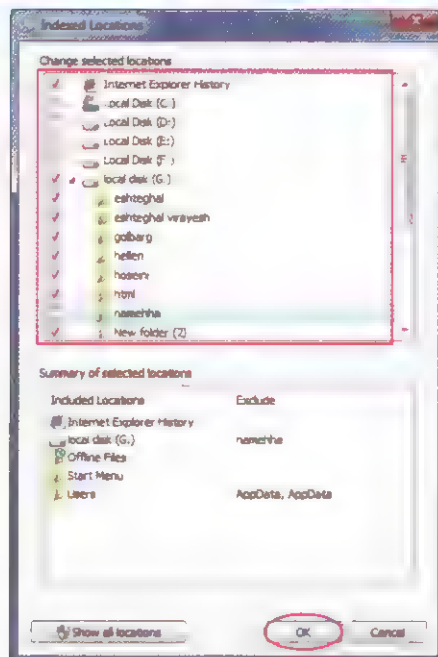 Indexed Locations
Change selected locations
Internet Explorer History
Local Disk (C:)
Local Disk (D:)
Local Disk (E:)
Local Disk (F:)
local disk (G:)
eshteghal
eshteghal virayesh
golbarg
hellen
hoseini
html
namehha
New folder (2)
Summary of selected locations
Included Locations Exclude
Internet Explorer History
local disk (G:) namehha
Offline Files
Start Menu
Users AppData, AppData
Show all locations OK Cancel